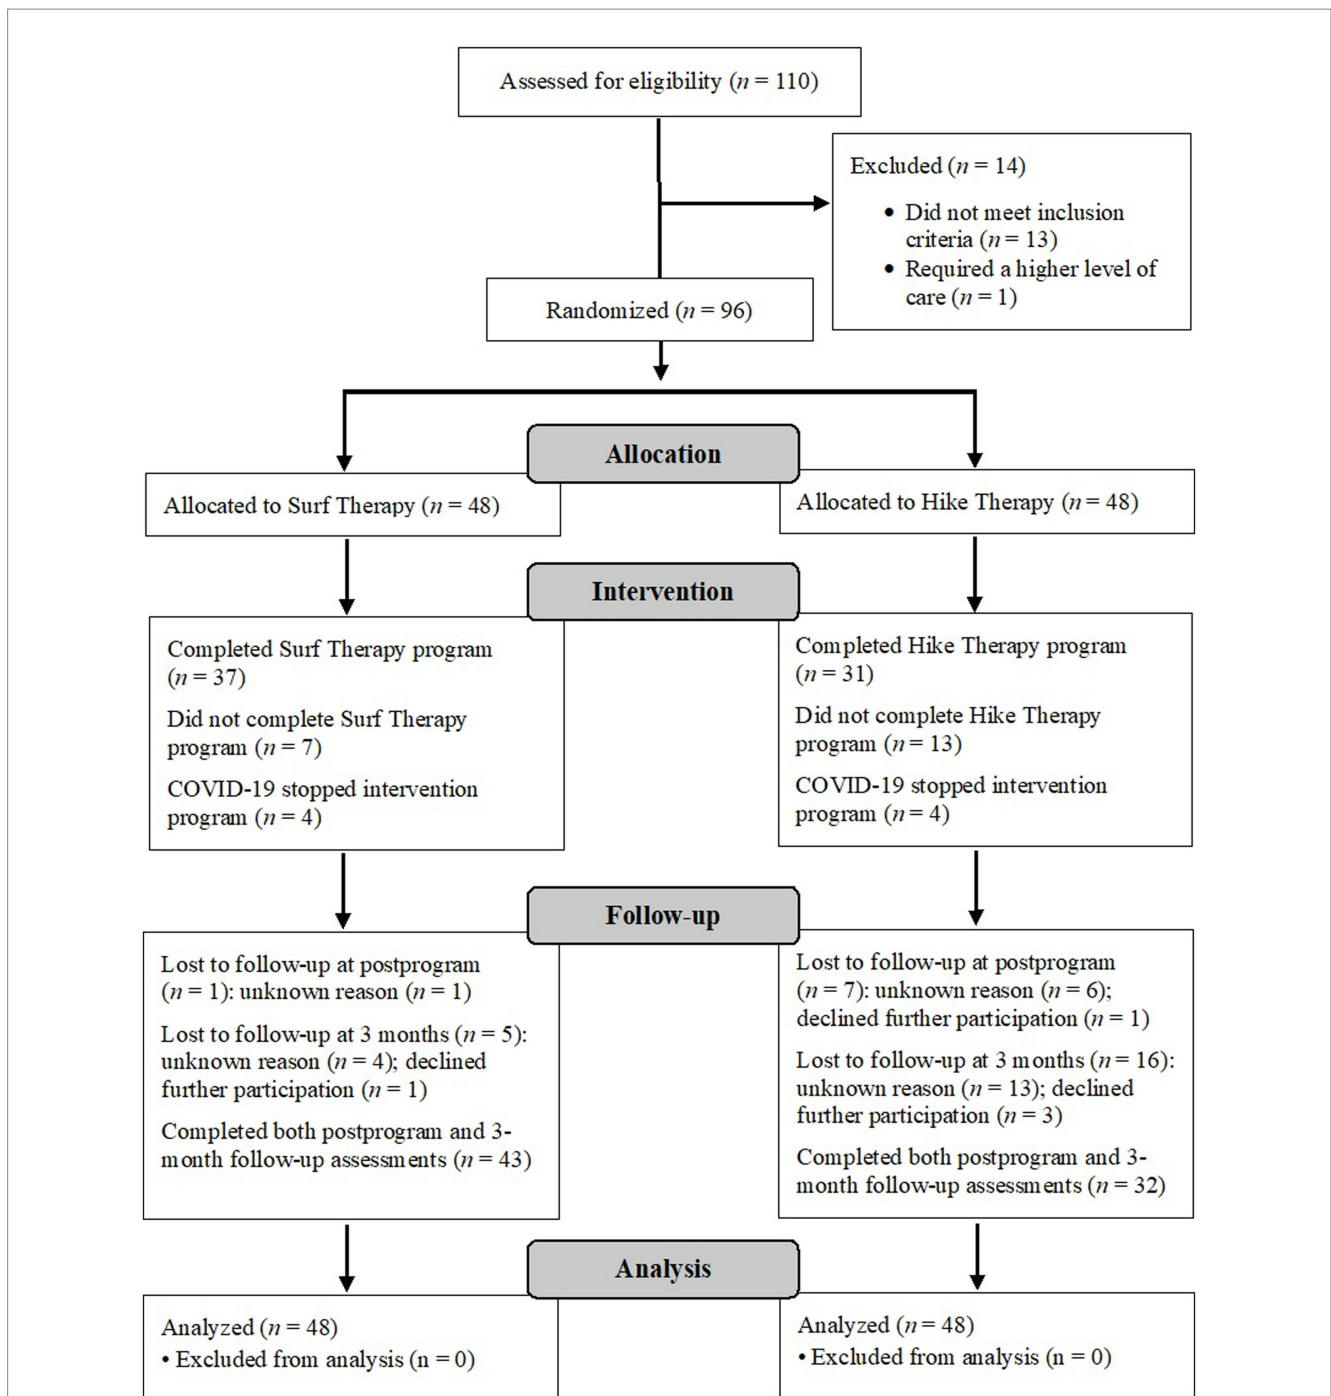 Assessed for eligibility (n = 110)
Excluded (n = 14)
• Did not meet inclusion
criteria (n = 13)
• Required a higher level of
care (n = 1)
Randomized (n = 96)
Allocation
Allocated to Surf Therapy (n = 48)
Allocated to Hike Therapy (n = 48)
Intervention
Completed Surf Therapy program
(n = 37)
Did not complete Surf Therapy
program (n = 7)
COVID-19 stopped intervention
program (n = 4)
Completed Hike Therapy program
(n = 31)
Did not complete Hike Therapy
program (n = 13)
COVID-19 stopped intervention
program (n = 4)
Follow-up
Lost to follow-up at postprogram
(n = 1): unknown reason (n = 1)
Lost to follow-up at 3 months (n = 5):
unknown reason (n = 4); declined
further participation (n = 1)
Completed both postprogram and 3-
month follow-up assessments (n = 43)
Lost to follow-up at postprogram
(n = 7): unknown reason (n = 6);
declined further participation (n = 1)
Lost to follow-up at 3 months (n = 16):
unknown reason (n = 13); declined
further participation (n = 3)
Completed both postprogram and 3-
month follow-up assessments (n = 32)
Analysis
Analyzed (n = 48)
• Excluded from analysis (n = 0)
Analyzed (n = 48)
• Excluded from analysis (n = 0)